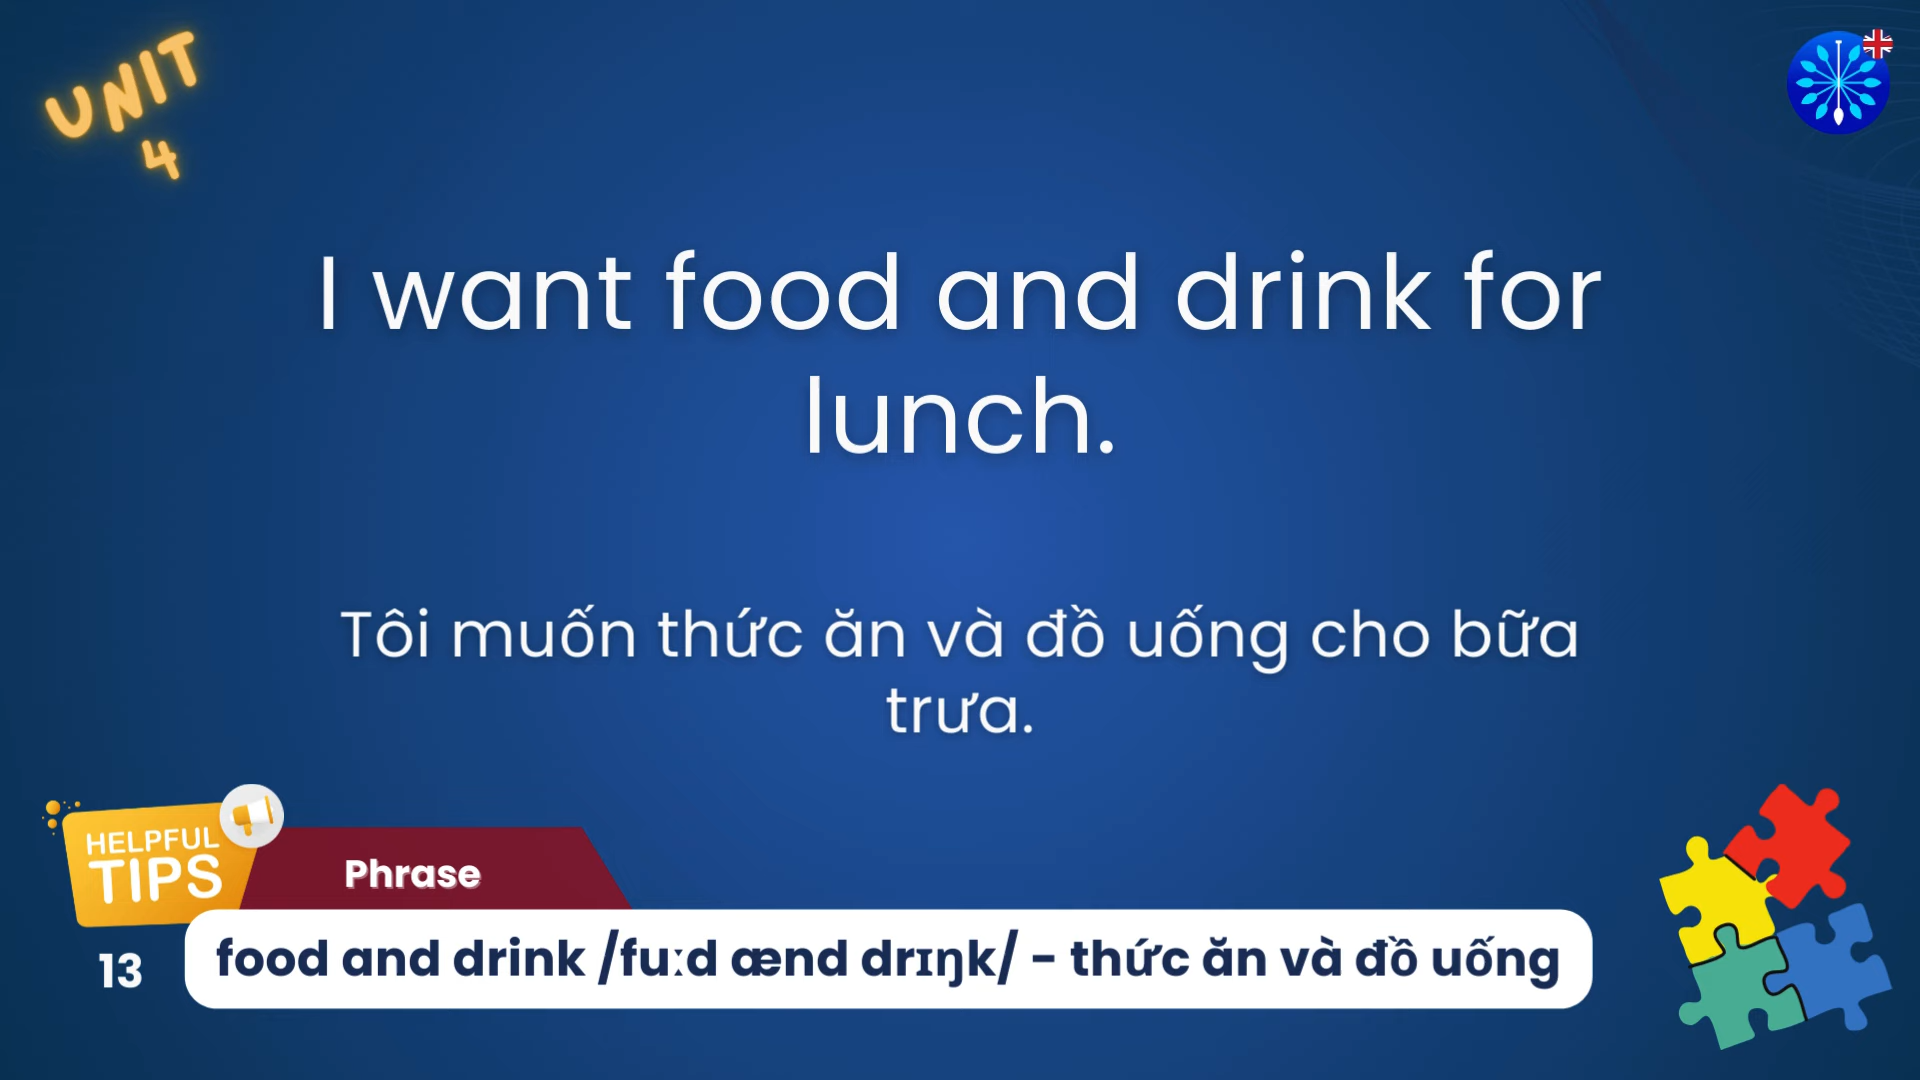 UNIT
4
I want food and drink for
lunch.
Tôi muốn thức ăn và đồ uống cho bữa
trưa.
HELPFUL
TIPS
Phrase
13
food and drink /fuːd ænd drɪŋk/ - thức ăn và đồ uống